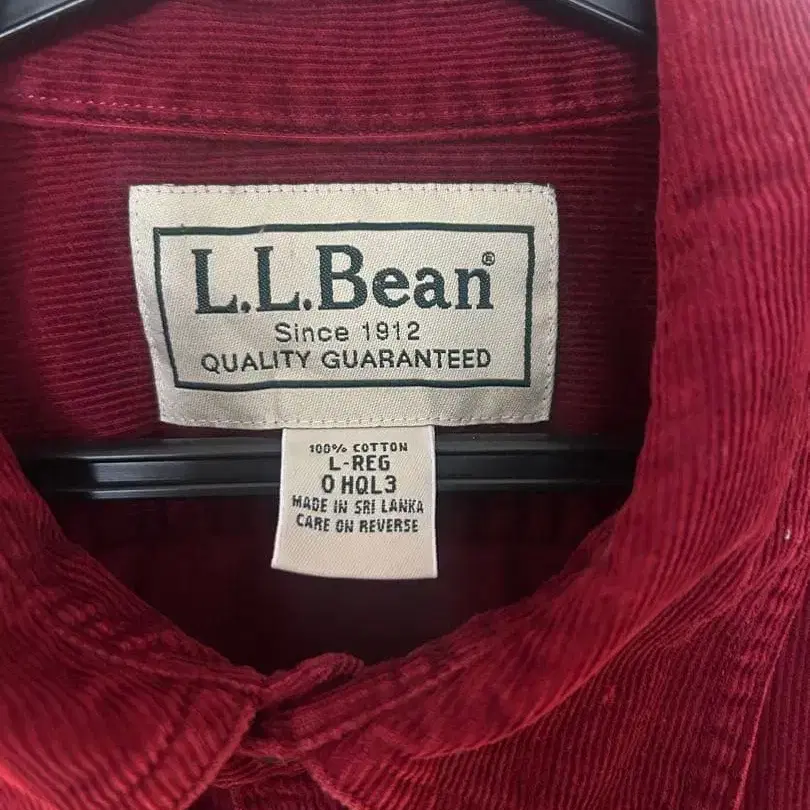 L.L.Bean®
Since 1912
QUALITY GUARANTEED
100% COTTON
L-REG
0 HQL3
MADE IN SRI LANKA
CARE ON REVERSE